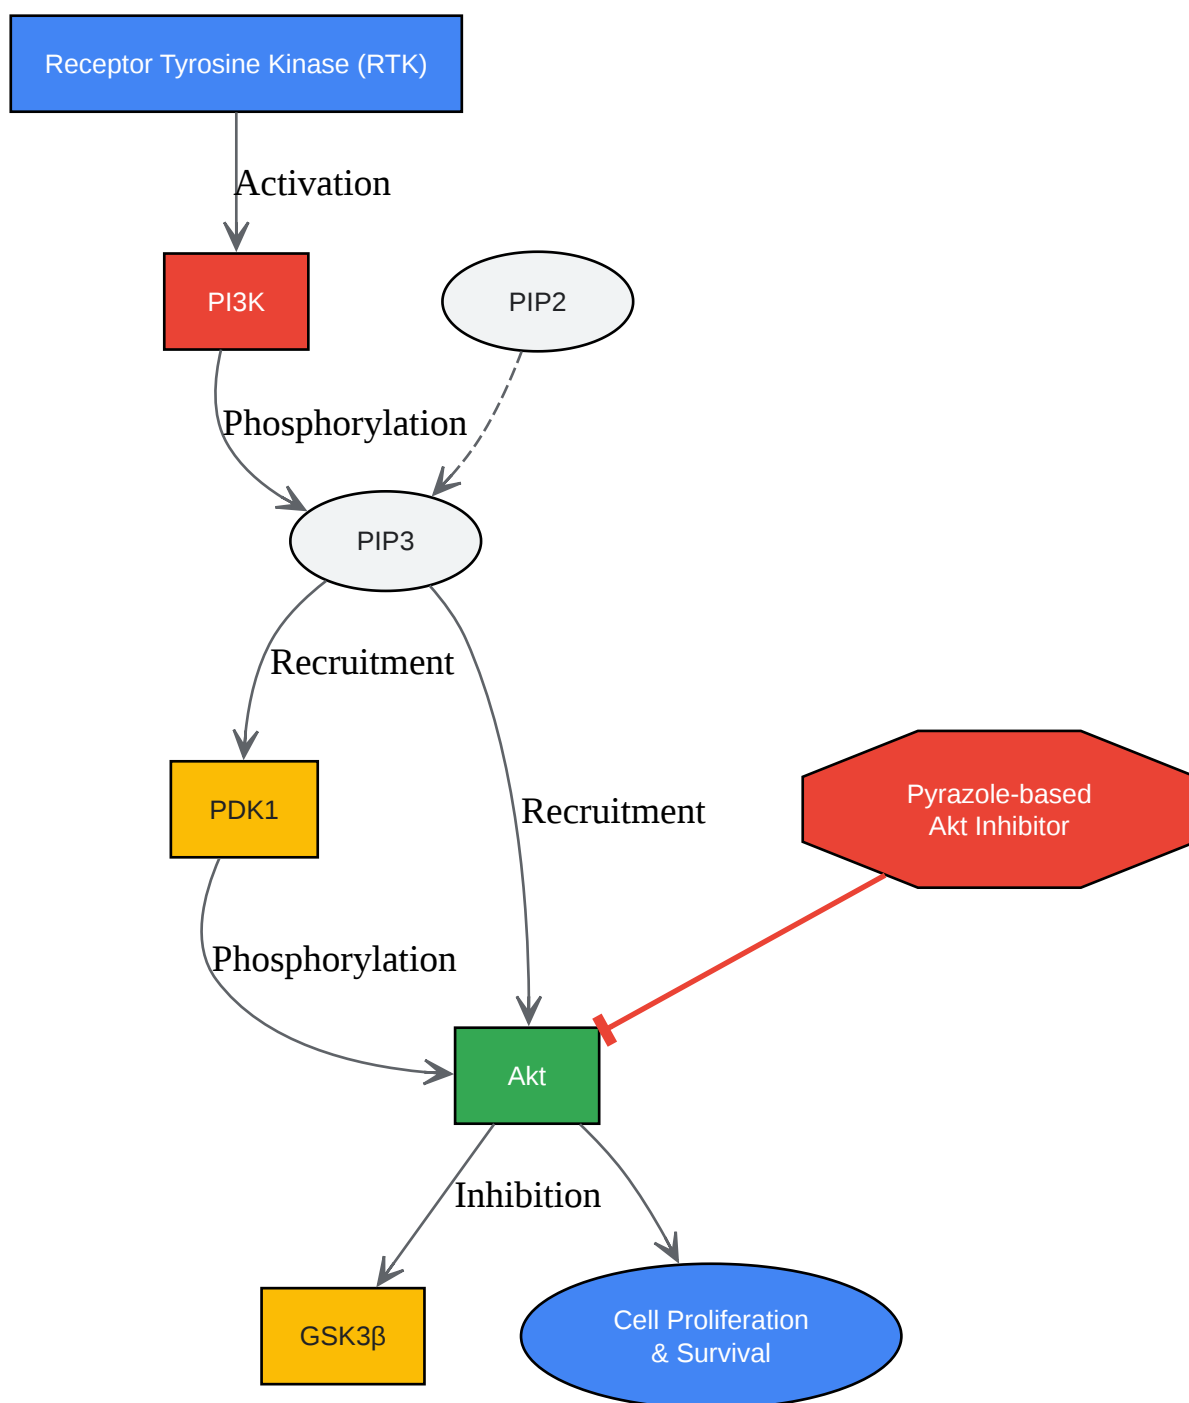 Receptor Tyrosine Kinase (RTK)
Activation
PI3K
PIP2
Phosphorylation
PIP3
Recruitment
PDK1
Recruitment
Pyrazole-based
Akt Inhibitor
Phosphorylation
Akt
Inhibition
GSK3β
Cell Proliferation
& Survival